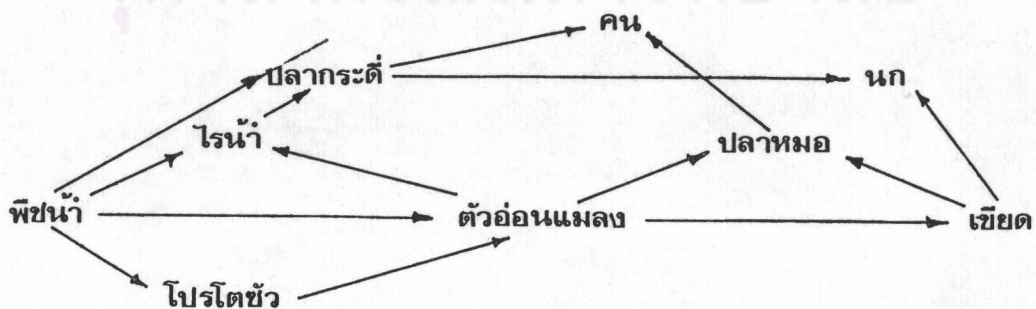 คน
ปลากระดี่
นก
ไรน้ำ
ปลาหมอ
พืชน้ำ
ตัวอ่อนแมลง
เขียด
โปรโตซัว